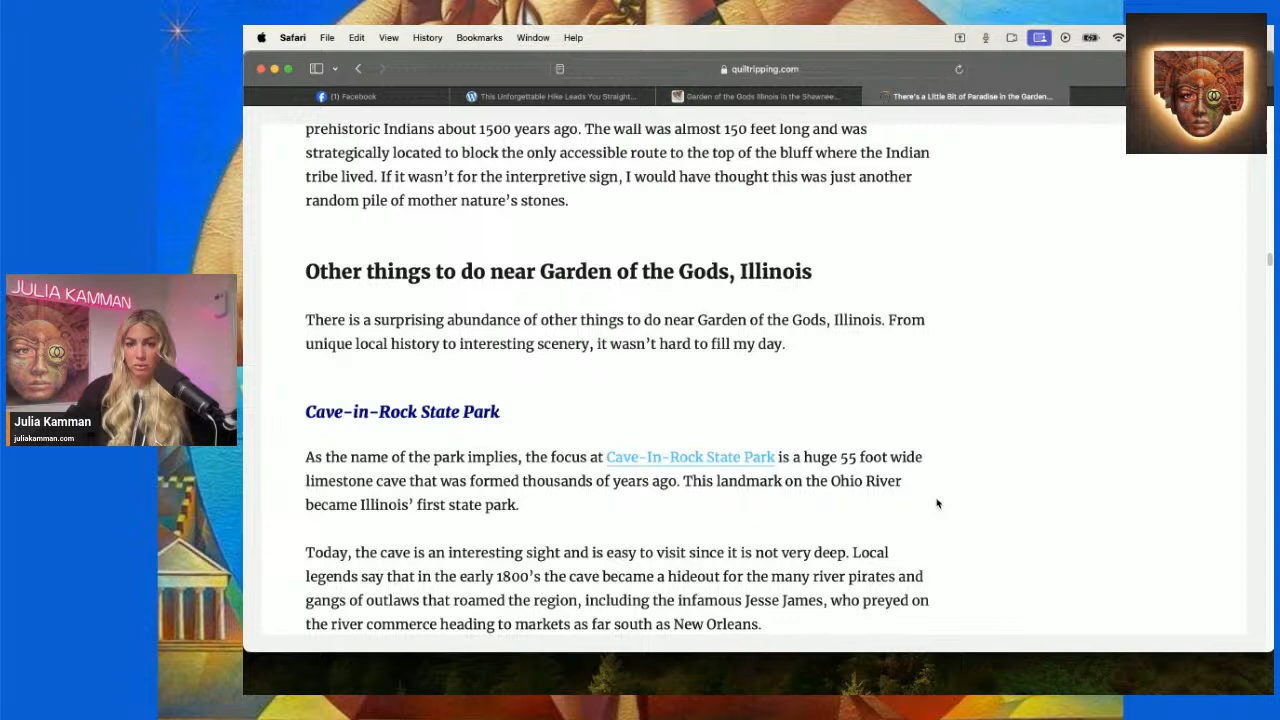 Safari File Edit View History Bookmarks Window Help
quiltripping.com
(1) Facebook
This Unforgettable Hike Leads You Straight...
Garden of the Gods Illinois in the Shawnee...
There's a Little Bit of Paradise in the Garden...
prehistoric Indians about 1500 years ago. The wall was almost 150 feet long and was
strategically located to block the only accessible route to the top of the bluff where the Indian
tribe lived. If it wasn't for the interpretive sign, I would have thought this was just another
random pile of mother nature's stones.
Other things to do near Garden of the Gods, Illinois
There is a surprising abundance of other things to do near Garden of the Gods, Illinois. From
unique local history to interesting scenery, it wasn't hard to fill my day.
Cave-in-Rock State Park
As the name of the park implies, the focus at Cave-In-Rock State Park is a huge 55 foot wide
limestone cave that was formed thousands of years ago. This landmark on the Ohio River
became Illinois' first state park.
Today, the cave is an interesting sight and is easy to visit since it is not very deep. Local
legends say that in the early 1800's the cave became a hideout for the many river pirates and
gangs of outlaws that roamed the region, including the infamous Jesse James, who preyed on
the river commerce heading to markets as far south as New Orleans.
JULIA KAMMAN
Julia Kamman
juliakamman.com